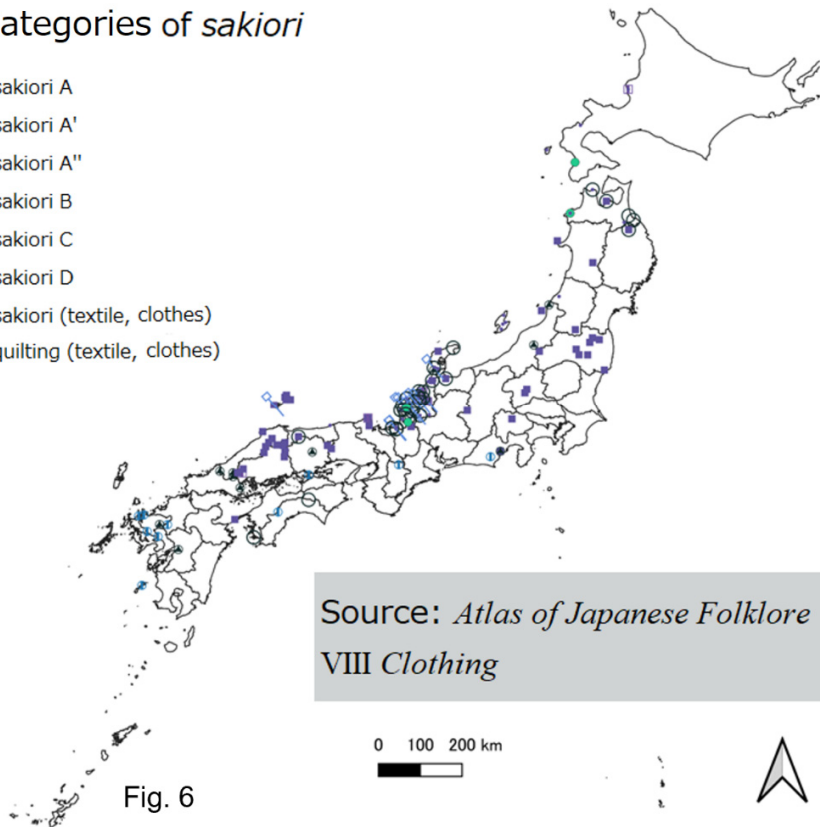 ategories of sakiori
sakiori A
sakiori A'
sakiori A"
sakiori B
sakiori C
sakiori D
sakiori (textile, clothes)
quilting (textile, clothes)
Source: Atlas of Japanese Folklore
VIII Clothing
0 100 200 km
Fig. 6